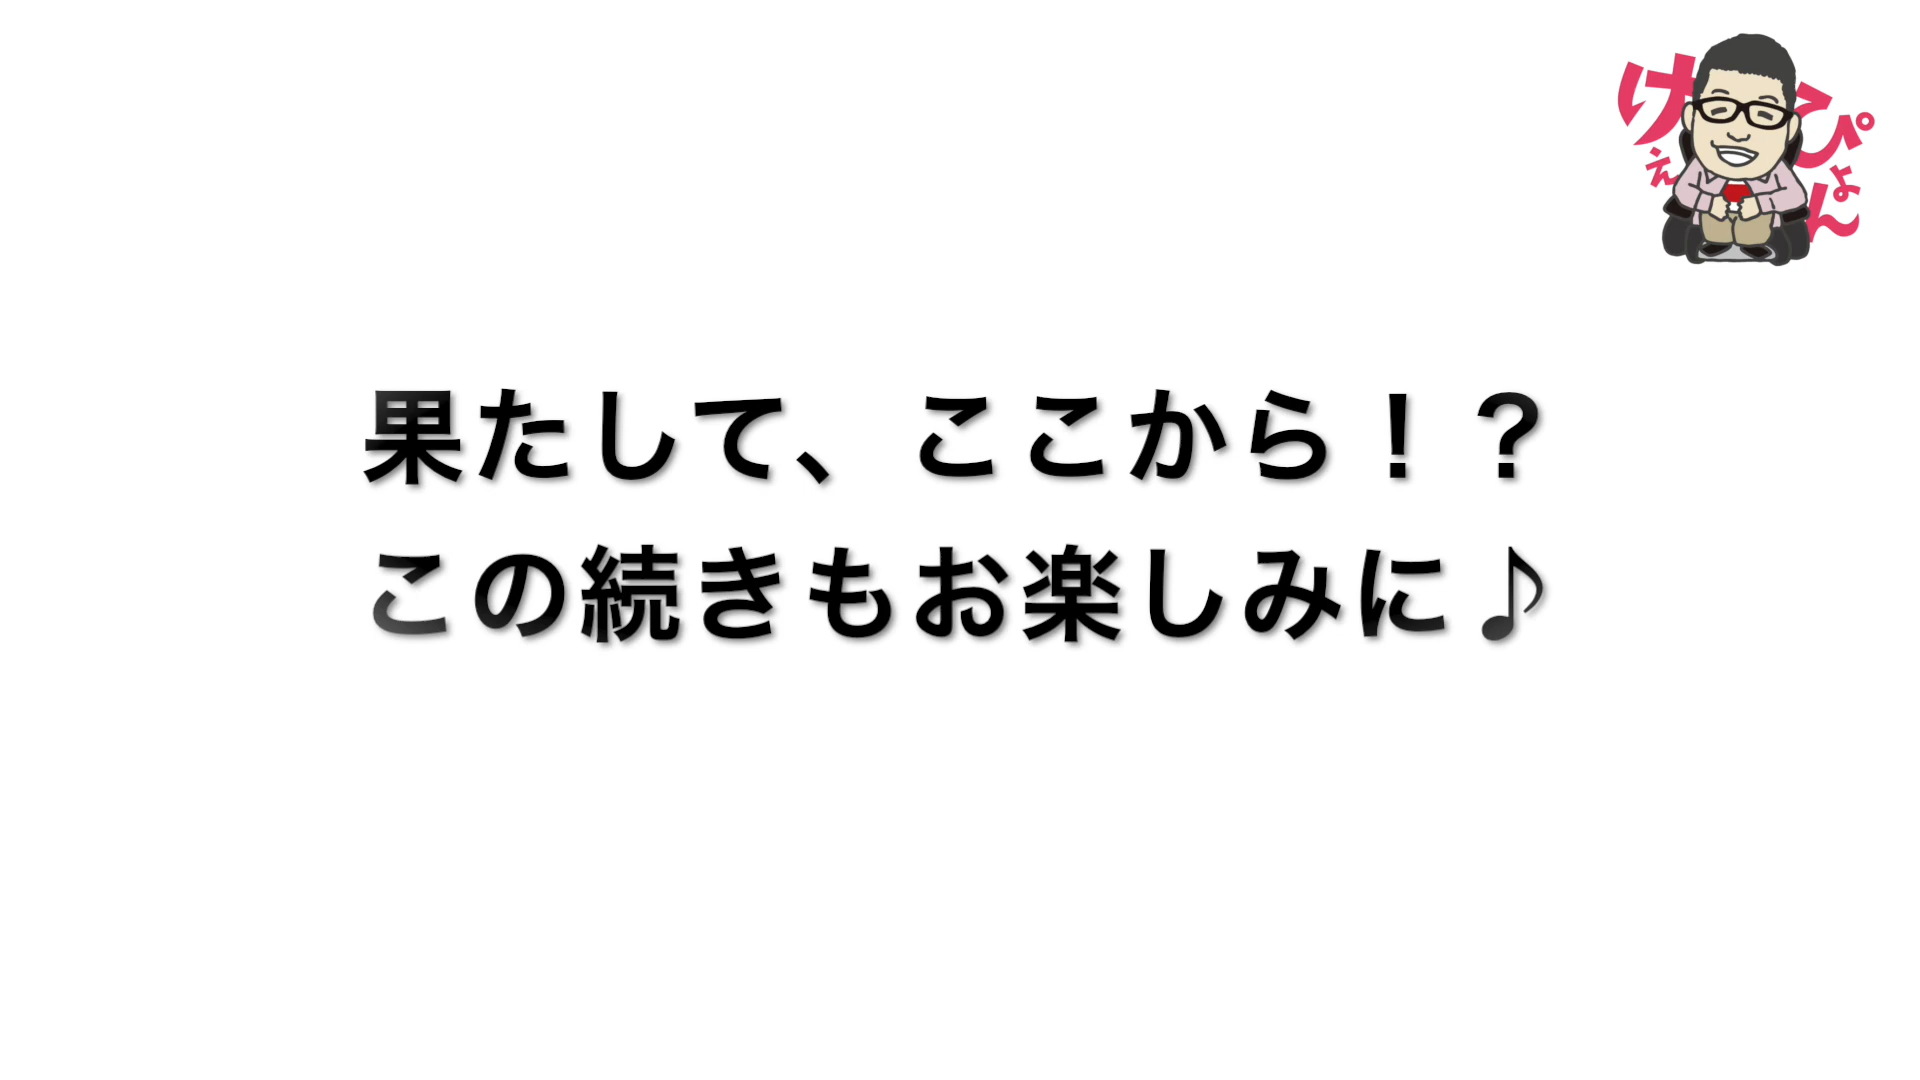 けぇぴょん
果たして、ここから！？
この続きもお楽しみに♪